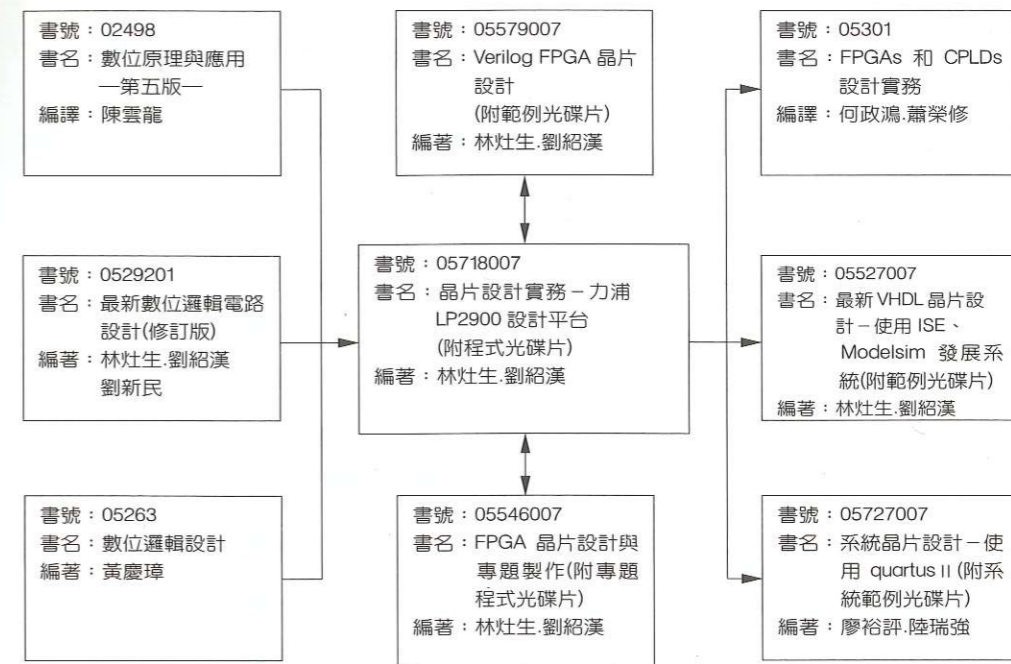 書號：02498
書名：數位原理與應用
—第五版—
編譯：陳雲龍
書號：0529201
書名：最新數位邏輯電路
設計(修訂版)
編著：林灶生.劉紹漢
劉新民
書號：05263
書名：數位邏輯設計
編著：黃慶璋
書號：05579007
書名：Verilog FPGA 晶片
設計
(附範例光碟片)
編著：林灶生.劉紹漢
書號：05718007
書名：晶片設計實務－力浦
LP2900 設計平台
(附程式光碟片)
編著：林灶生.劉紹漢
書號：05546007
書名：FPGA 晶片設計與
專題製作(附專題
程式光碟片)
編著：林灶生.劉紹漢
書號：05301
書名：FPGAs 和 CPLDs
設計實務
編譯：何政鴻.蕭榮修
書號：05527007
書名：最新VHDL 晶片設
計－使用 ISE、
Modelsim 發展系
統(附範例光碟片)
編著：林灶生.劉紹漢
書號：05727007
書名：系統晶片設計－使
用 quartus II (附系
統範例光碟片)
編著：廖裕評.陸瑞強